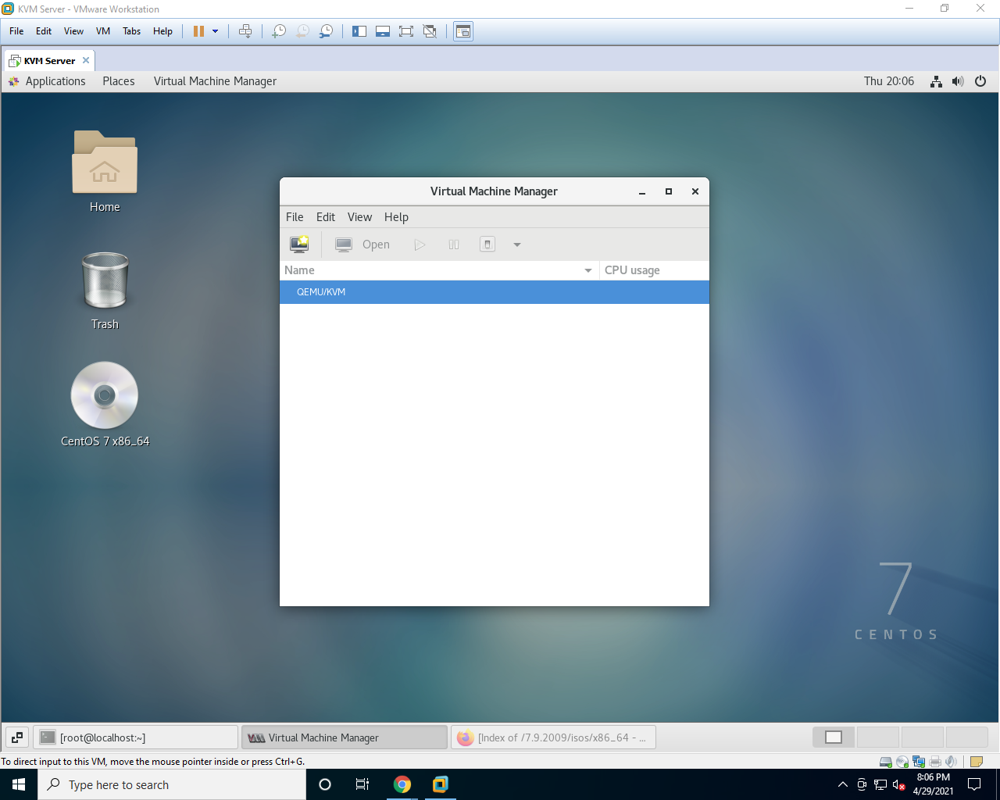 KVM Server - VMware Workstation
File Edit View VM Tabs Help
KVM Server
Applications Places Virtual Machine Manager Thu 20:06
Home
Trash
CentOS 7 x86_64
Virtual Machine Manager
File Edit View Help
Open
Name CPU usage
QEMU/KVM
7
CENTOS
[root@localhost:~] Virtual Machine Manager [Index of /7.9.2009/isos/x86_64 - ...
To direct input to this VM, move the mouse pointer inside or press Ctrl+G.
Type here to search
8:06 PM
4/29/2021